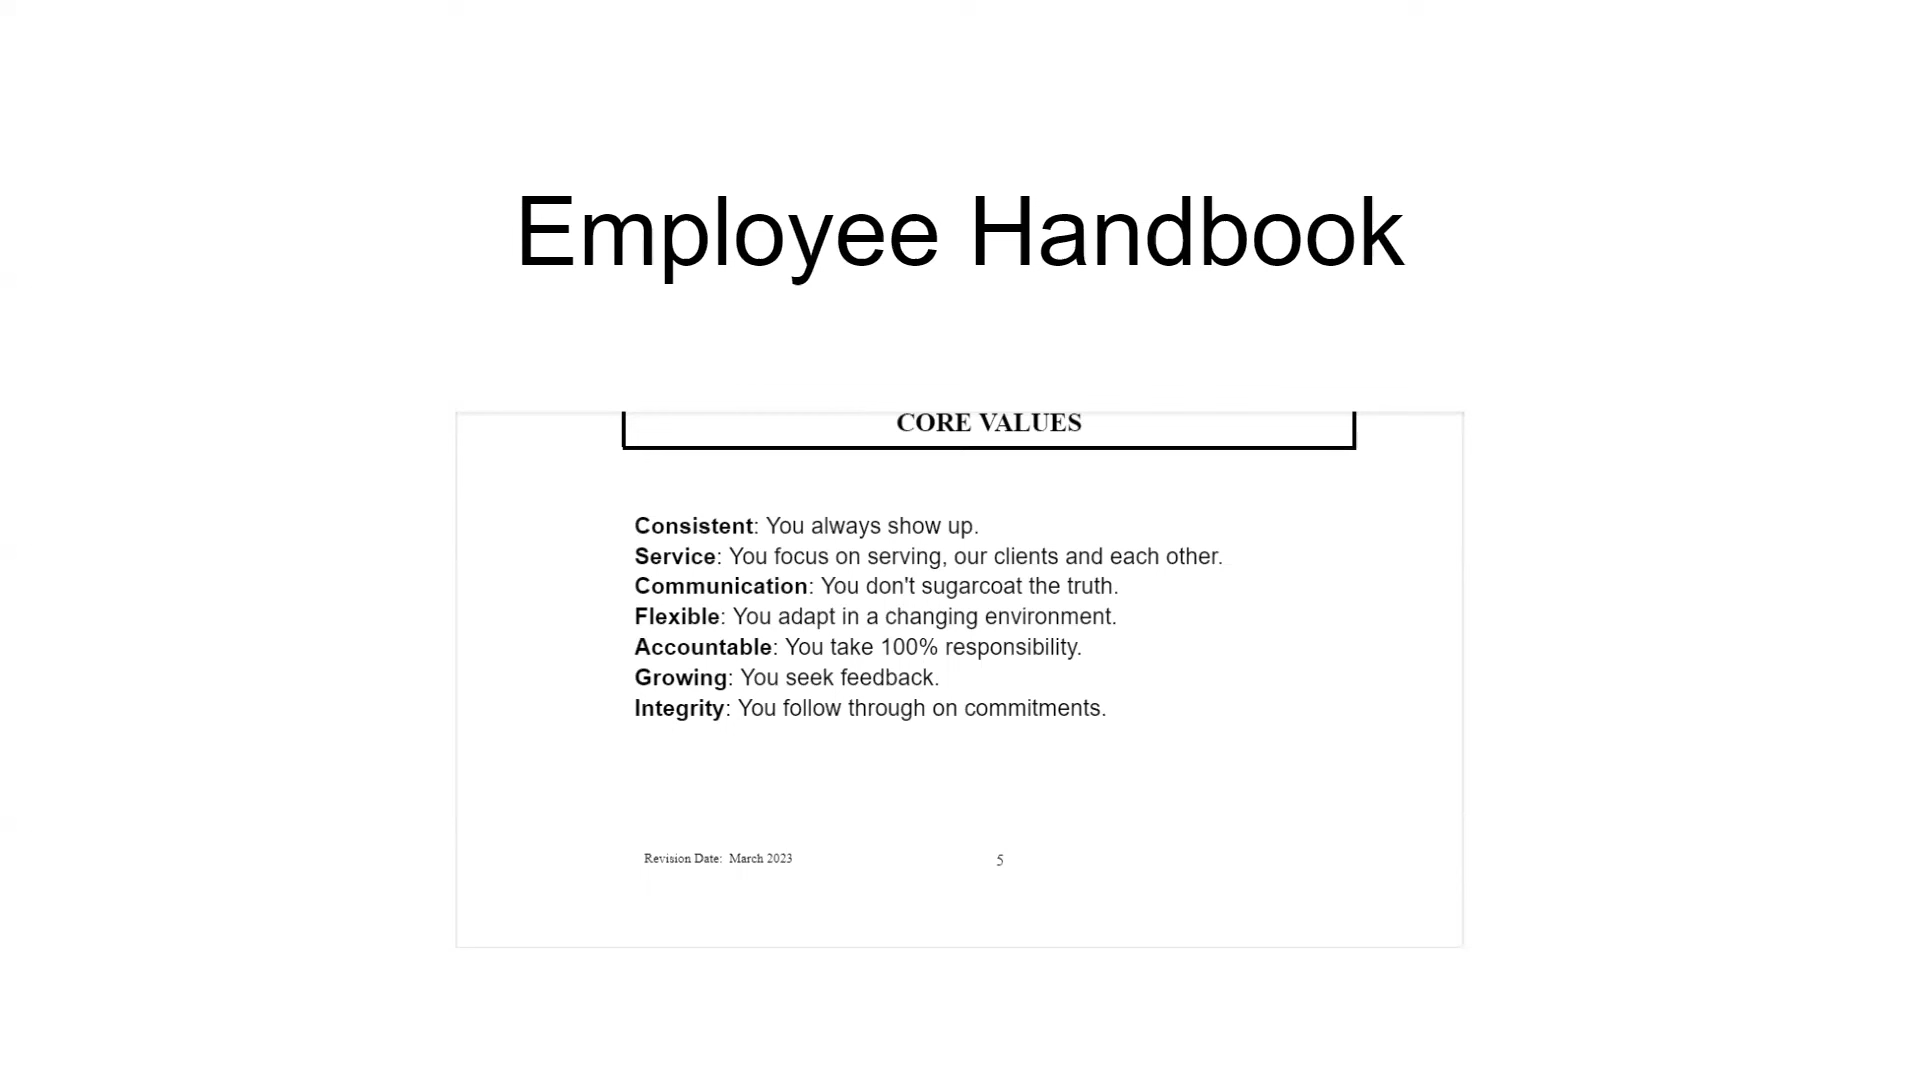 Employee Handbook
CORE VALUES
Consistent: You always show up.
Service: You focus on serving, our clients and each other.
Communication: You don't sugarcoat the truth.
Flexible: You adapt in a changing environment.
Accountable: You take 100% responsibility.
Growing: You seek feedback.
Integrity: You follow through on commitments.
Revision Date: March 2023 5